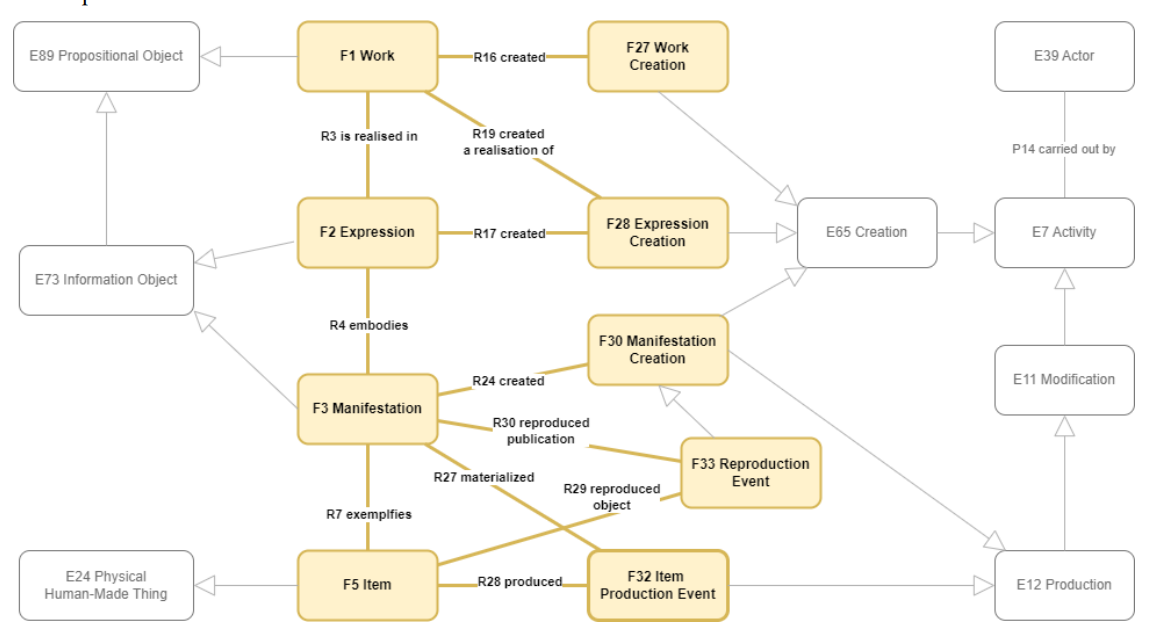 E89 Propositional Object
F1 Work
R16 created
F27 Work
Creation
E39 Actor
R3 is realised in
R19 created
a realisation of
P14 carried out by
F2 Expression
R17 created
F28 Expression
Creation
E65 Creation
E7 Activity
E73 Information Object
R4 embodies
F30 Manifestation
Creation
R24 created
E11 Modification
F3 Manifestation
R30 reproduced
publication
R27 materialized
F33 Reproduction
Event
R29 reproduced
object
R7 exemplfies
E24 Physical
Human-Made Thing
F5 Item
R28 produced
F32 Item
Production Event
E12 Production